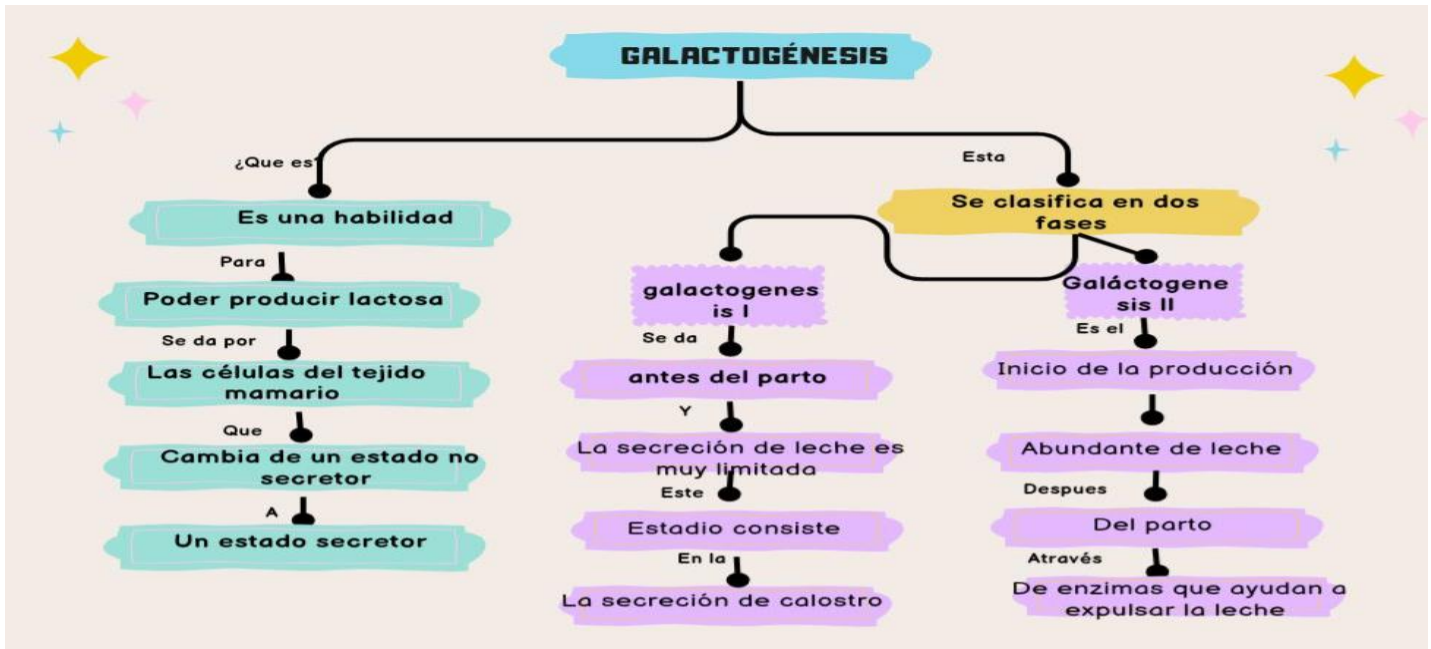 GALACTOGÉNESIS
¿Que es?
Es una habilidad
Para
Poder producir lactosa
Se da por
Las células del tejido
mamario
Que
Cambia de un estado no
secretor
A
Un estado secretor
Esta
Se clasifica en dos
fases
galactogenes
is I
Se da
antes del parto
Y
La secreción de leche es
muy limitada
Este
Estadio consiste
En la
La secreción de calostro
Galáctogene
sis II
Es el
Inicio de la producción
Abundante de leche
Despues
Del parto
Através
De enzimas que ayudan a
expulsar la leche